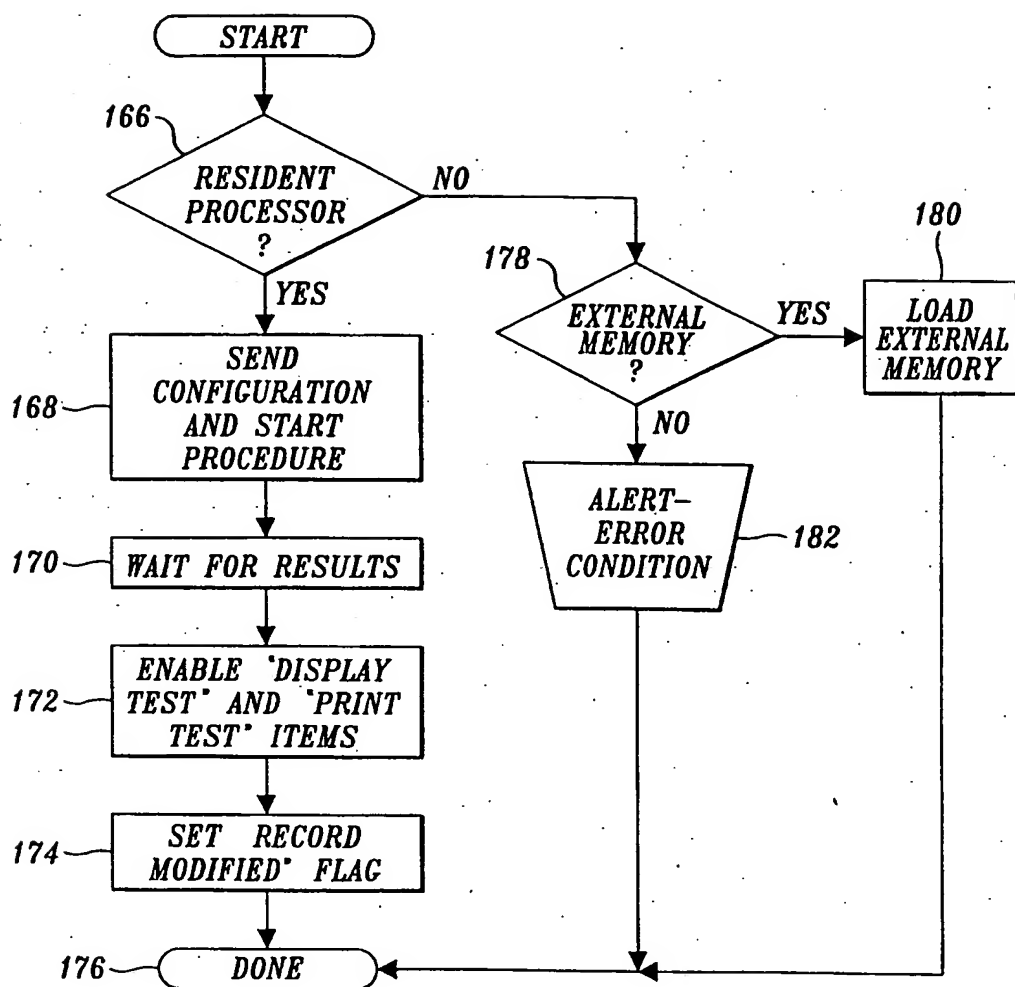 START
166
RESIDENT
PROCESSOR
?
NO
YES
168
SEND
CONFIGURATION
AND START
PROCEDURE
170
WAIT FOR RESULTS
172
ENABLE "DISPLAY
TEST" AND "PRINT
TEST" ITEMS
174
SET RECORD
MODIFIED" FLAG
176
DONE
178
EXTERNAL
MEMORY
?
YES
NO
180
LOAD
EXTERNAL
MEMORY
ALERT-
ERROR
CONDITION
182